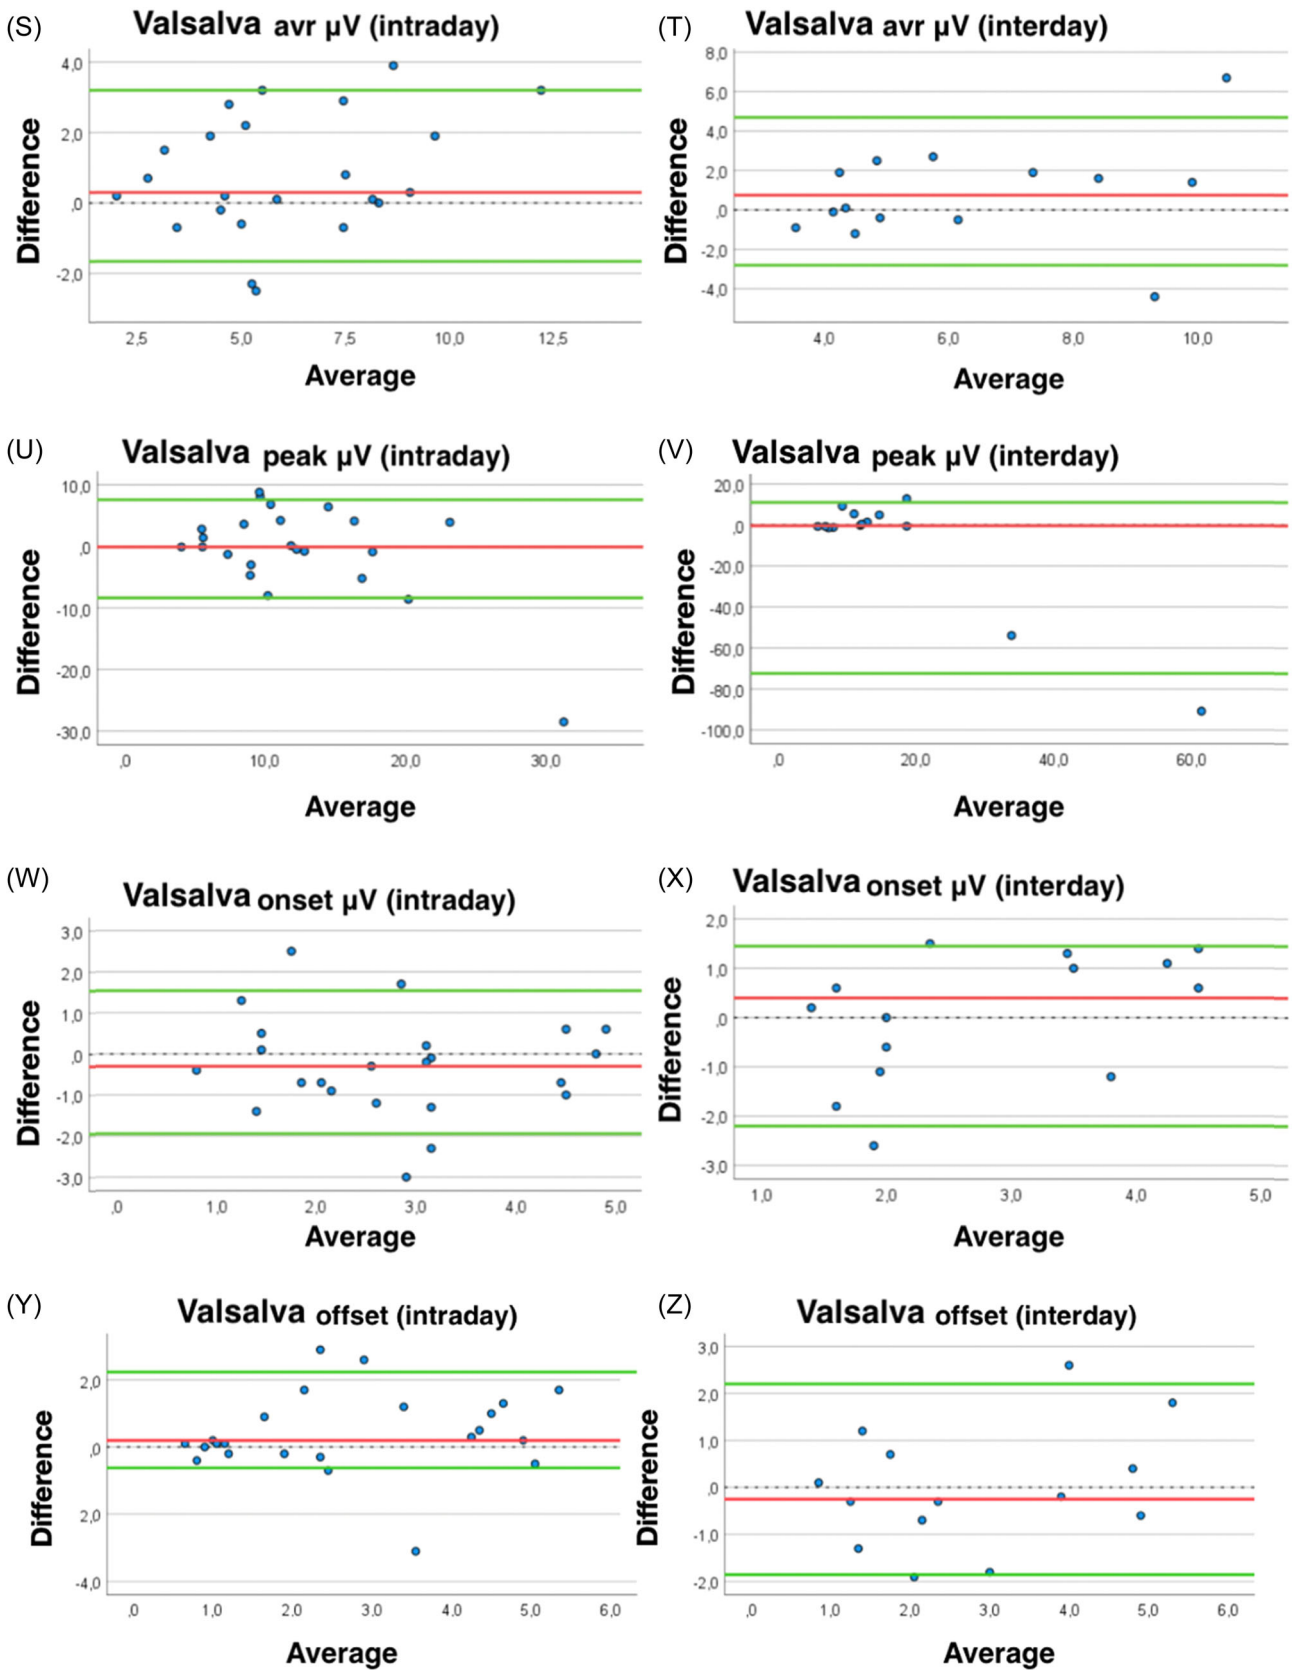 (S) Valsalva avr µV (intraday)
4,0
2,0
,0
-2,0
Difference
2,5 5,0 7,5 10,0 12,5
Average
(T) Valsalva avr µV (interday)
8,0
6,0
4,0
2,0
,0
-2,0
-4,0
Difference
4,0 6,0 8,0 10,0
Average
(U) Valsalva peak µV (intraday)
10,0
,0
-10,0
-20,0
-30,0
Difference
,0 10,0 20,0 30,0
Average
(V) Valsalva peak µV (interday)
20,0
,0
-20,0
-40,0
-60,0
-80,0
-100,0
Difference
,0 20,0 40,0 60,0
Average
(W) Valsalva onset µV (intraday)
3,0
2,0
1,0
,0
-1,0
-2,0
-3,0
Difference
,0 1,0 2,0 3,0 4,0 5,0
Average
(X) Valsalva onset µV (interday)
2,0
1,0
,0
-1,0
-2,0
-3,0
Difference
1,0 2,0 3,0 4,0 5,0
Average
(Y) Valsalva offset (intraday)
2,0
,0
2,0
-4,0
Difference
,0 1,0 2,0 3,0 4,0 5,0 6,0
Average
(Z) Valsalva offset (interday)
3,0
2,0
1,0
,0
-1,0
-2,0
Difference
,0 1,0 2,0 3,0 4,0 5,0 6,0
Average